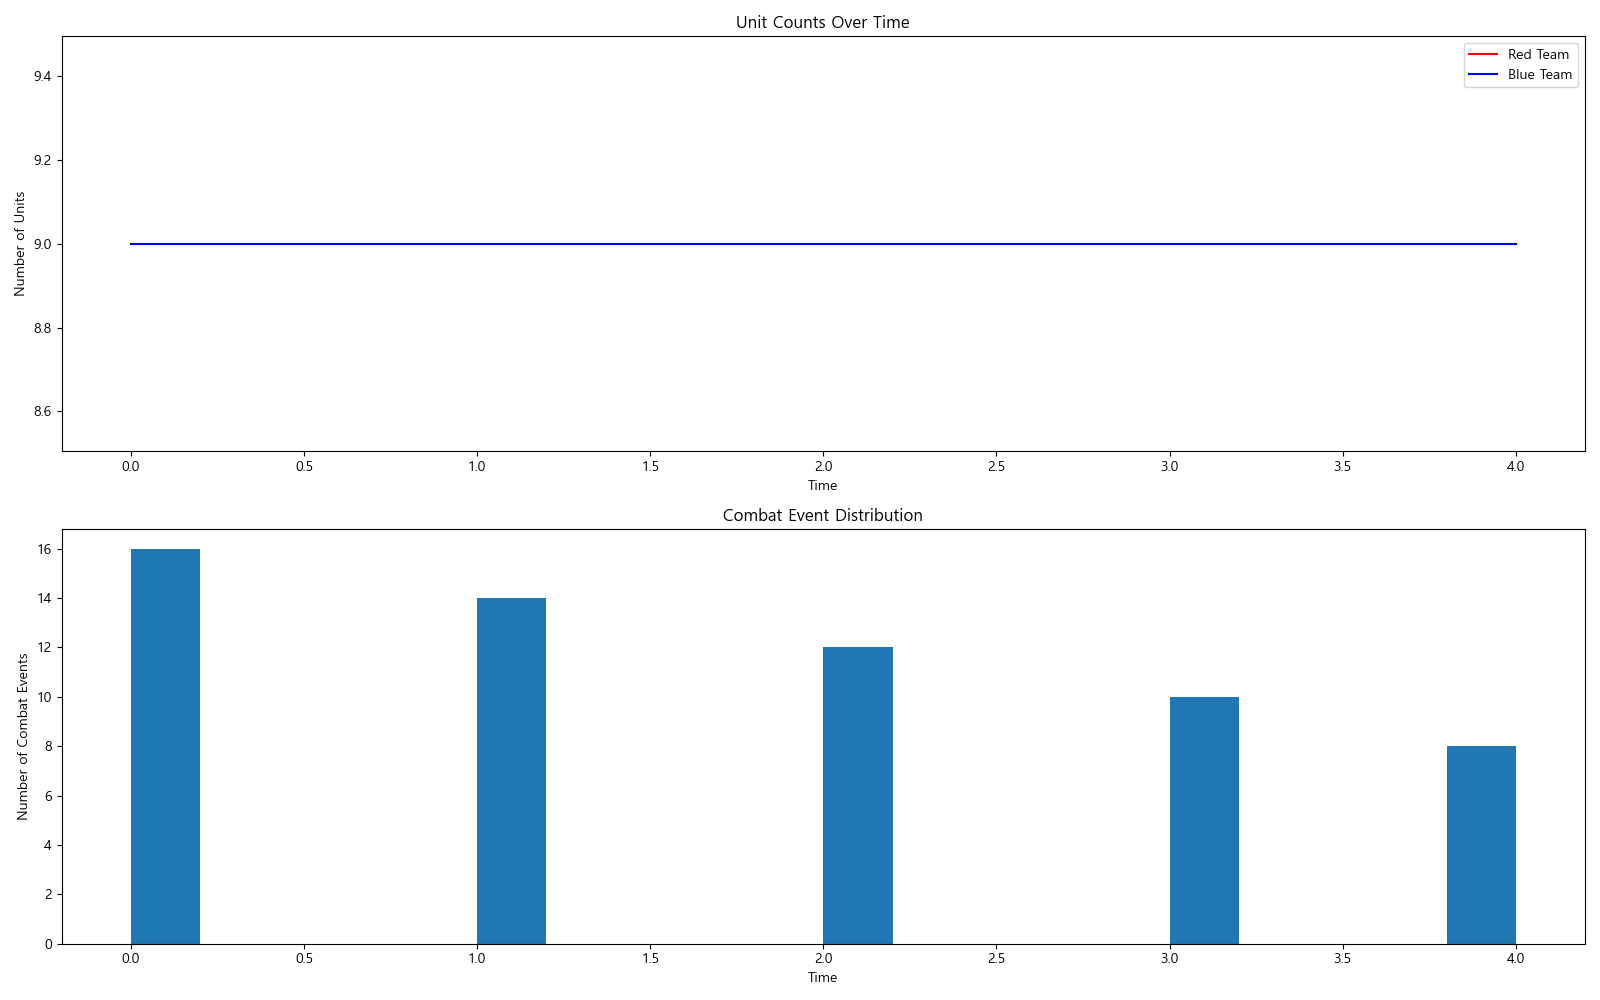 Unit Counts Over Time
Red Team
Blue Team
Number of Units
9.4
9.2
9.0
8.8
8.6
0.0 0.5 1.0 1.5 2.0 2.5 3.0 3.5 4.0
Time
Combat Event Distribution
Number of Combat Events
16
14
12
10
8
6
4
2
0
0.0 0.5 1.0 1.5 2.0 2.5 3.0 3.5 4.0
Time